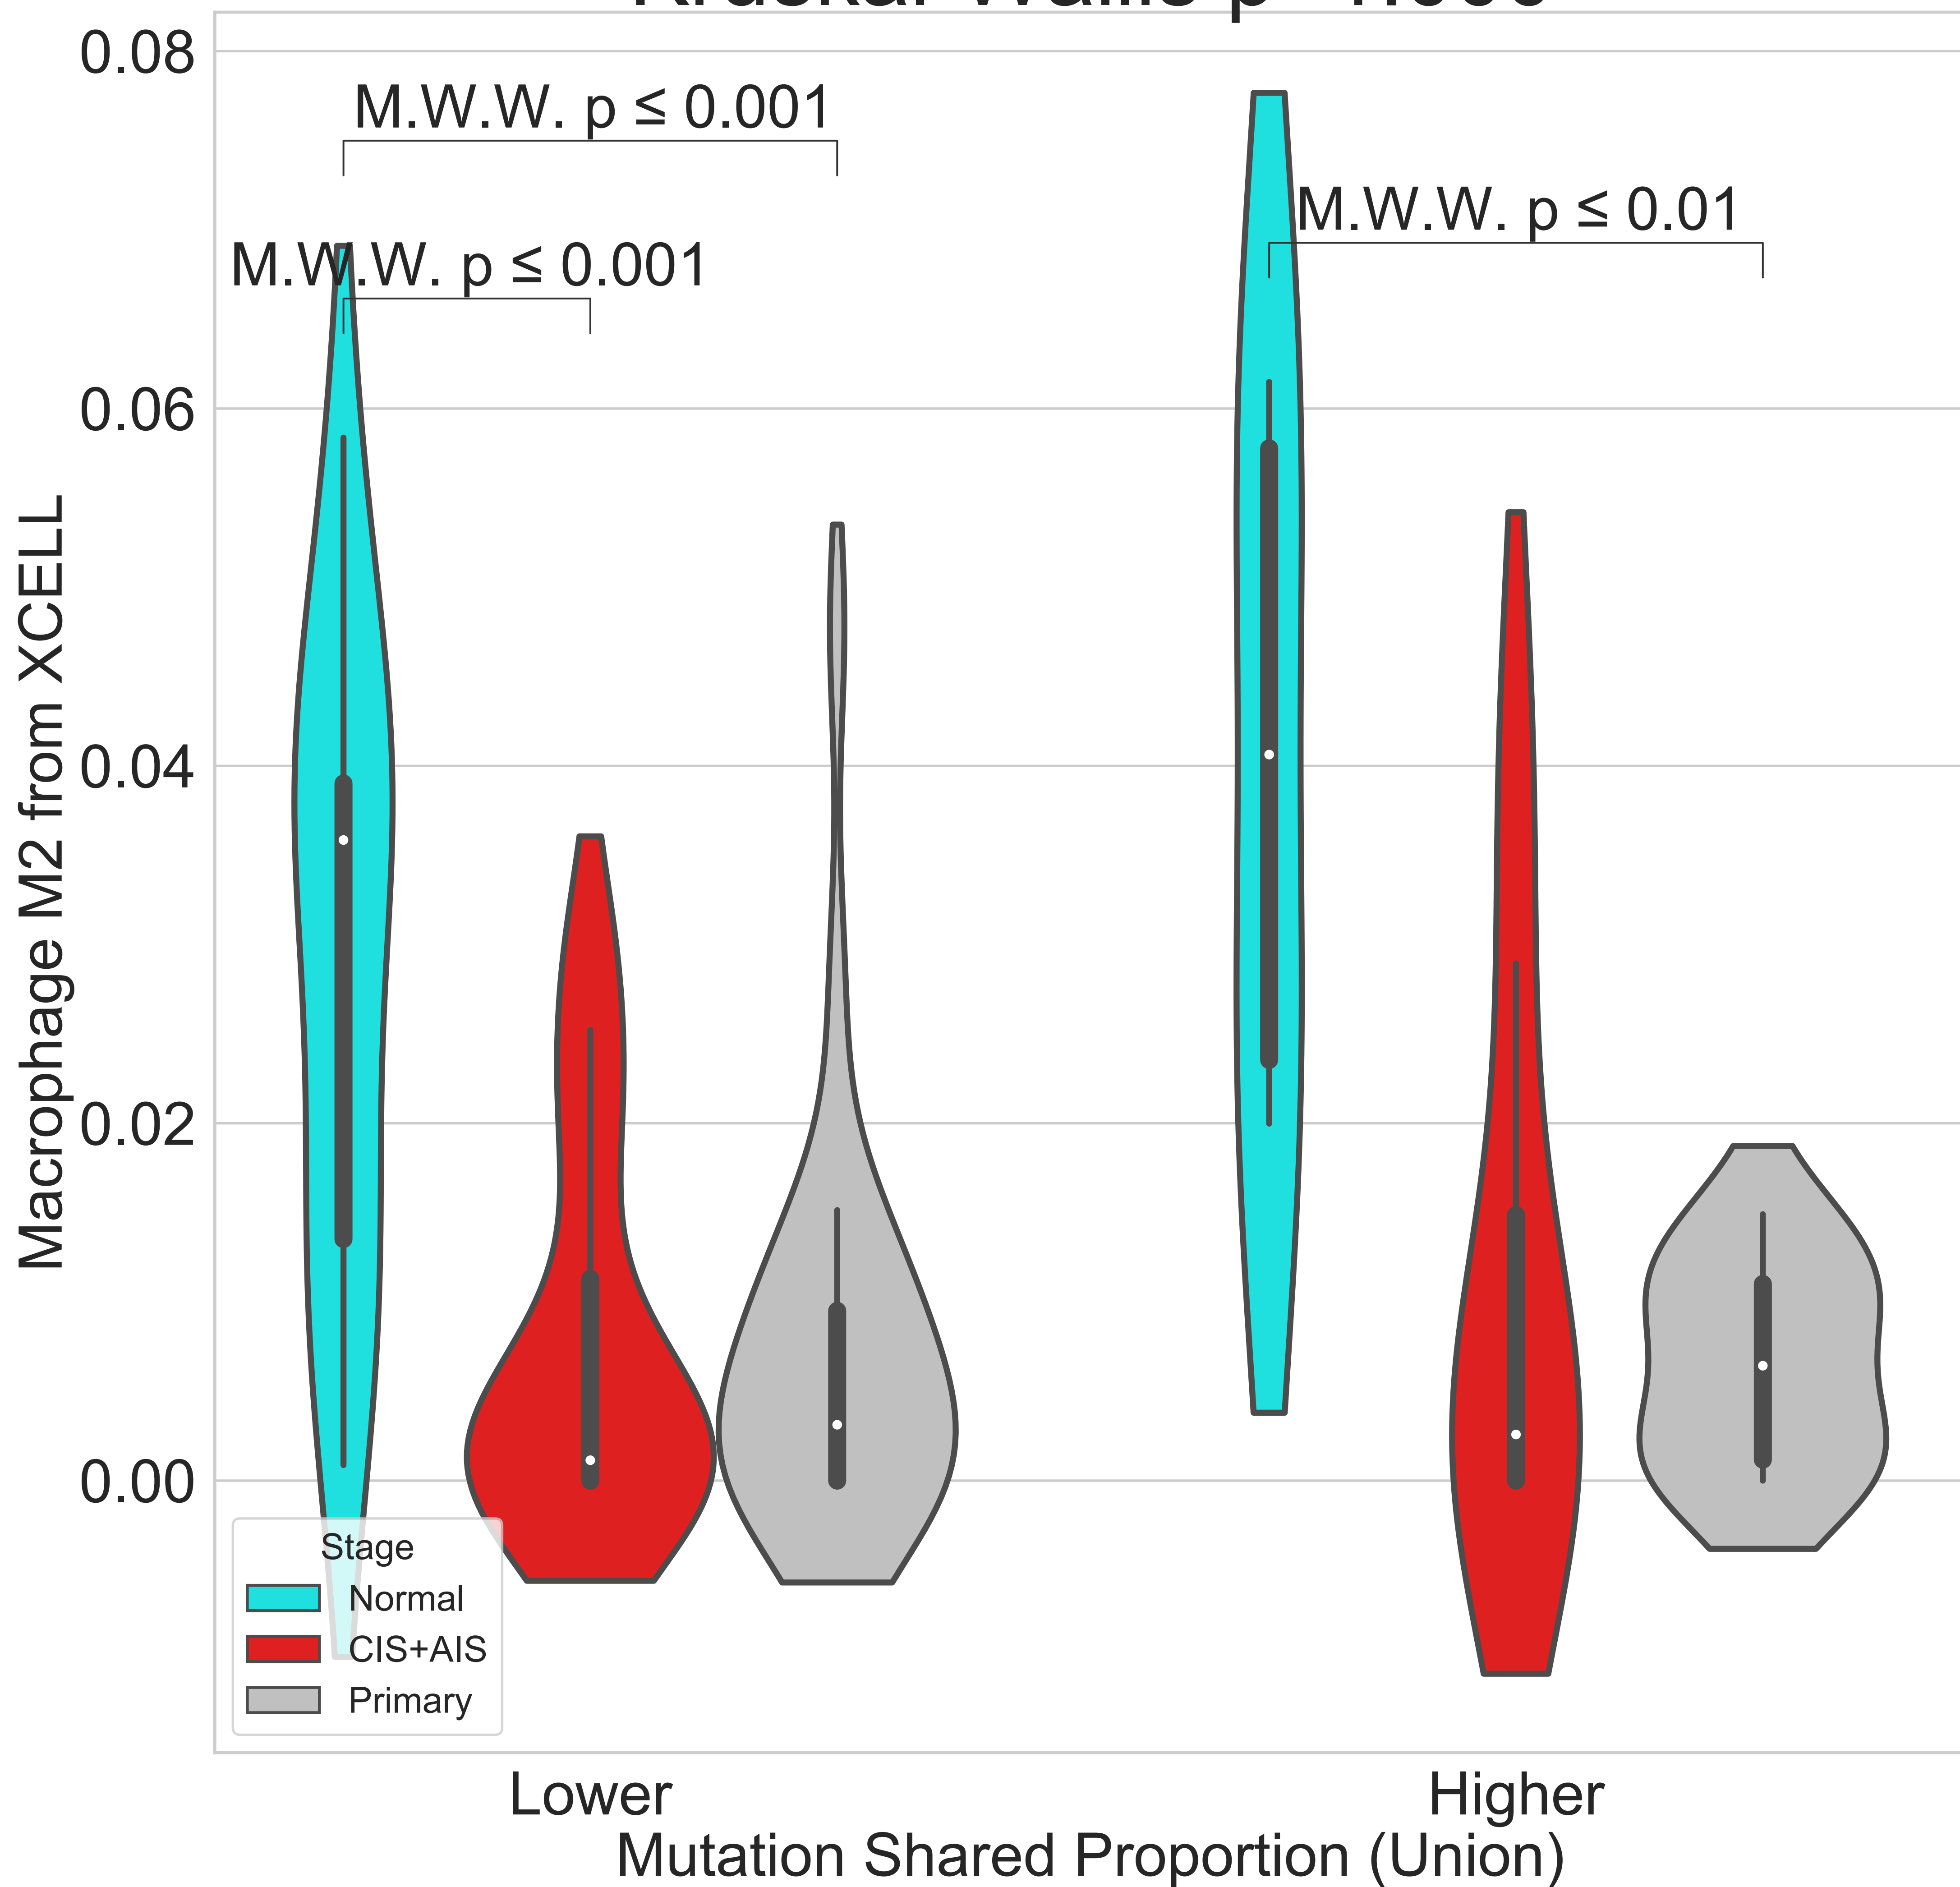 0.08
M.W.W. p ≤ 0.001
M.W.W. p ≤ 0.01
M.W.W. p ≤ 0.001
0.06
Macrophage M2 from XCELL
0.04
0.02
0.00
Stage
Normal
CIS+AIS
Primary
Lower
Higher
Mutation Shared Proportion (Union)